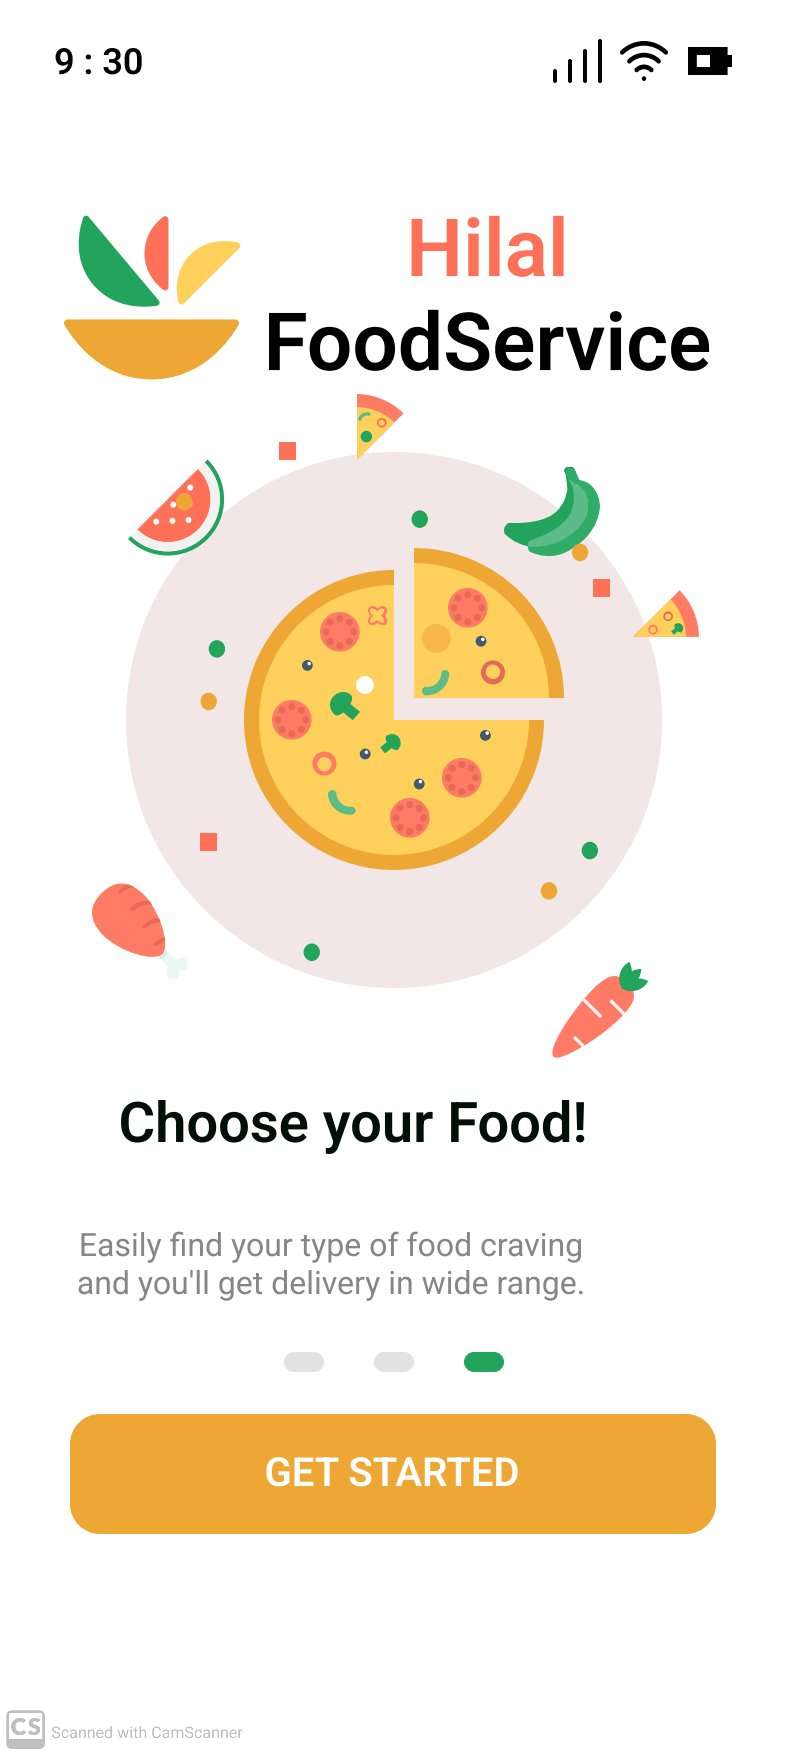 9 : 30
Hilal
FoodService
Choose your Food!
Easily find your type of food craving
and you'll get delivery in wide range.
GET STARTED
CS Scanned with CamScanner